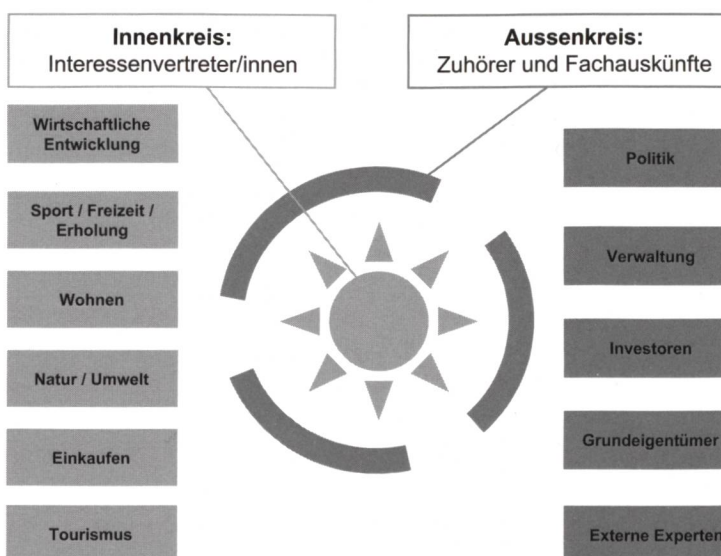 Innenkreis:
Interessenvertreter/innen
Aussenkreis:
Zuhörer und Fachauskünfte
Wirtschaftliche
Entwicklung
Sport / Freizeit /
Erholung
Wohnen
Natur / Umwelt
Einkaufen
Tourismus
Politik
Verwaltung
Investoren
Grundeigentümer
Externe Experten